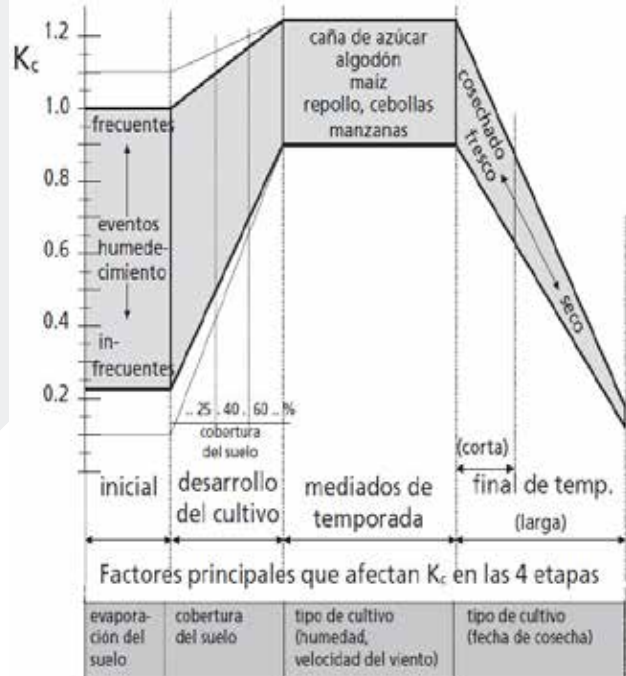 Kc
1.2
1.0
0.8
0.6
0.4
0.2
frecuentes
eventos
humede-
cimiento
in-
frecuentes
caña de azúcar
algodón
maiz
repollo, cebollas
manzanas
cosechado
fresco
seco
.. 25 . 40 . 60 .. %
cobertura
del suelo
(corta)
(larga)
inicial
desarrollo
del cultivo
mediados de
temporada
final de temp.
Factores principales que afectan Kc en las 4 etapas
evapora-
ción del
suelo
cobertura
del suelo
tipo de cultivo
(humedad,
velocidad del viento)
tipo de cultivo
(fecha de cosecha)